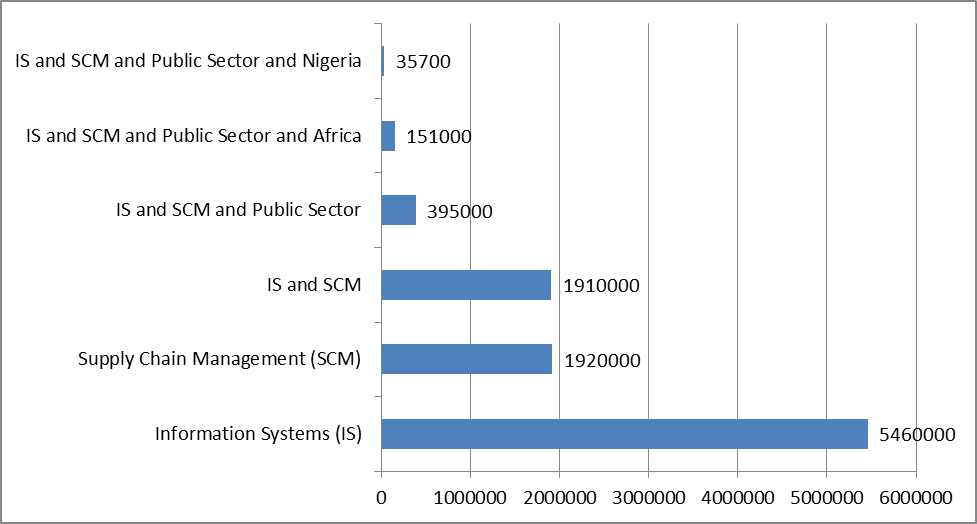 IS and SCM and Public Sector and Nigeria 35700
IS and SCM and Public Sector and Africa 151000
IS and SCM and Public Sector 395000
IS and SCM 1910000
Supply Chain Management (SCM) 1920000
Information Systems (IS) 5460000
0 1000000 2000000 3000000 4000000 5000000 6000000